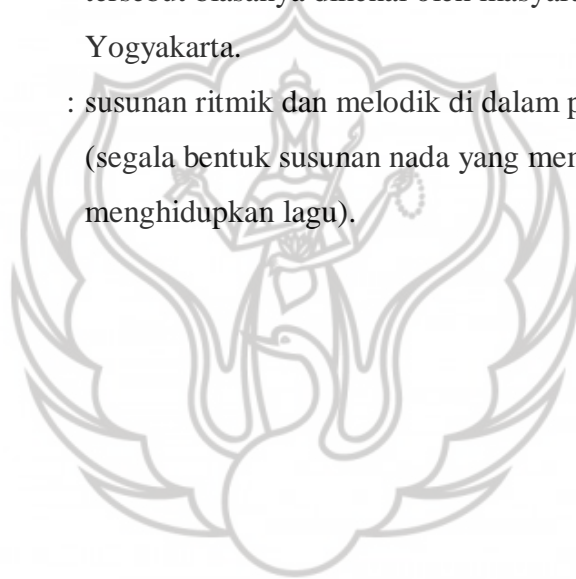 Yogyakarta.
: susunan ritmik dan melodik di dalam
(segala bentuk susunan nada yang
menghidupkan lagu).